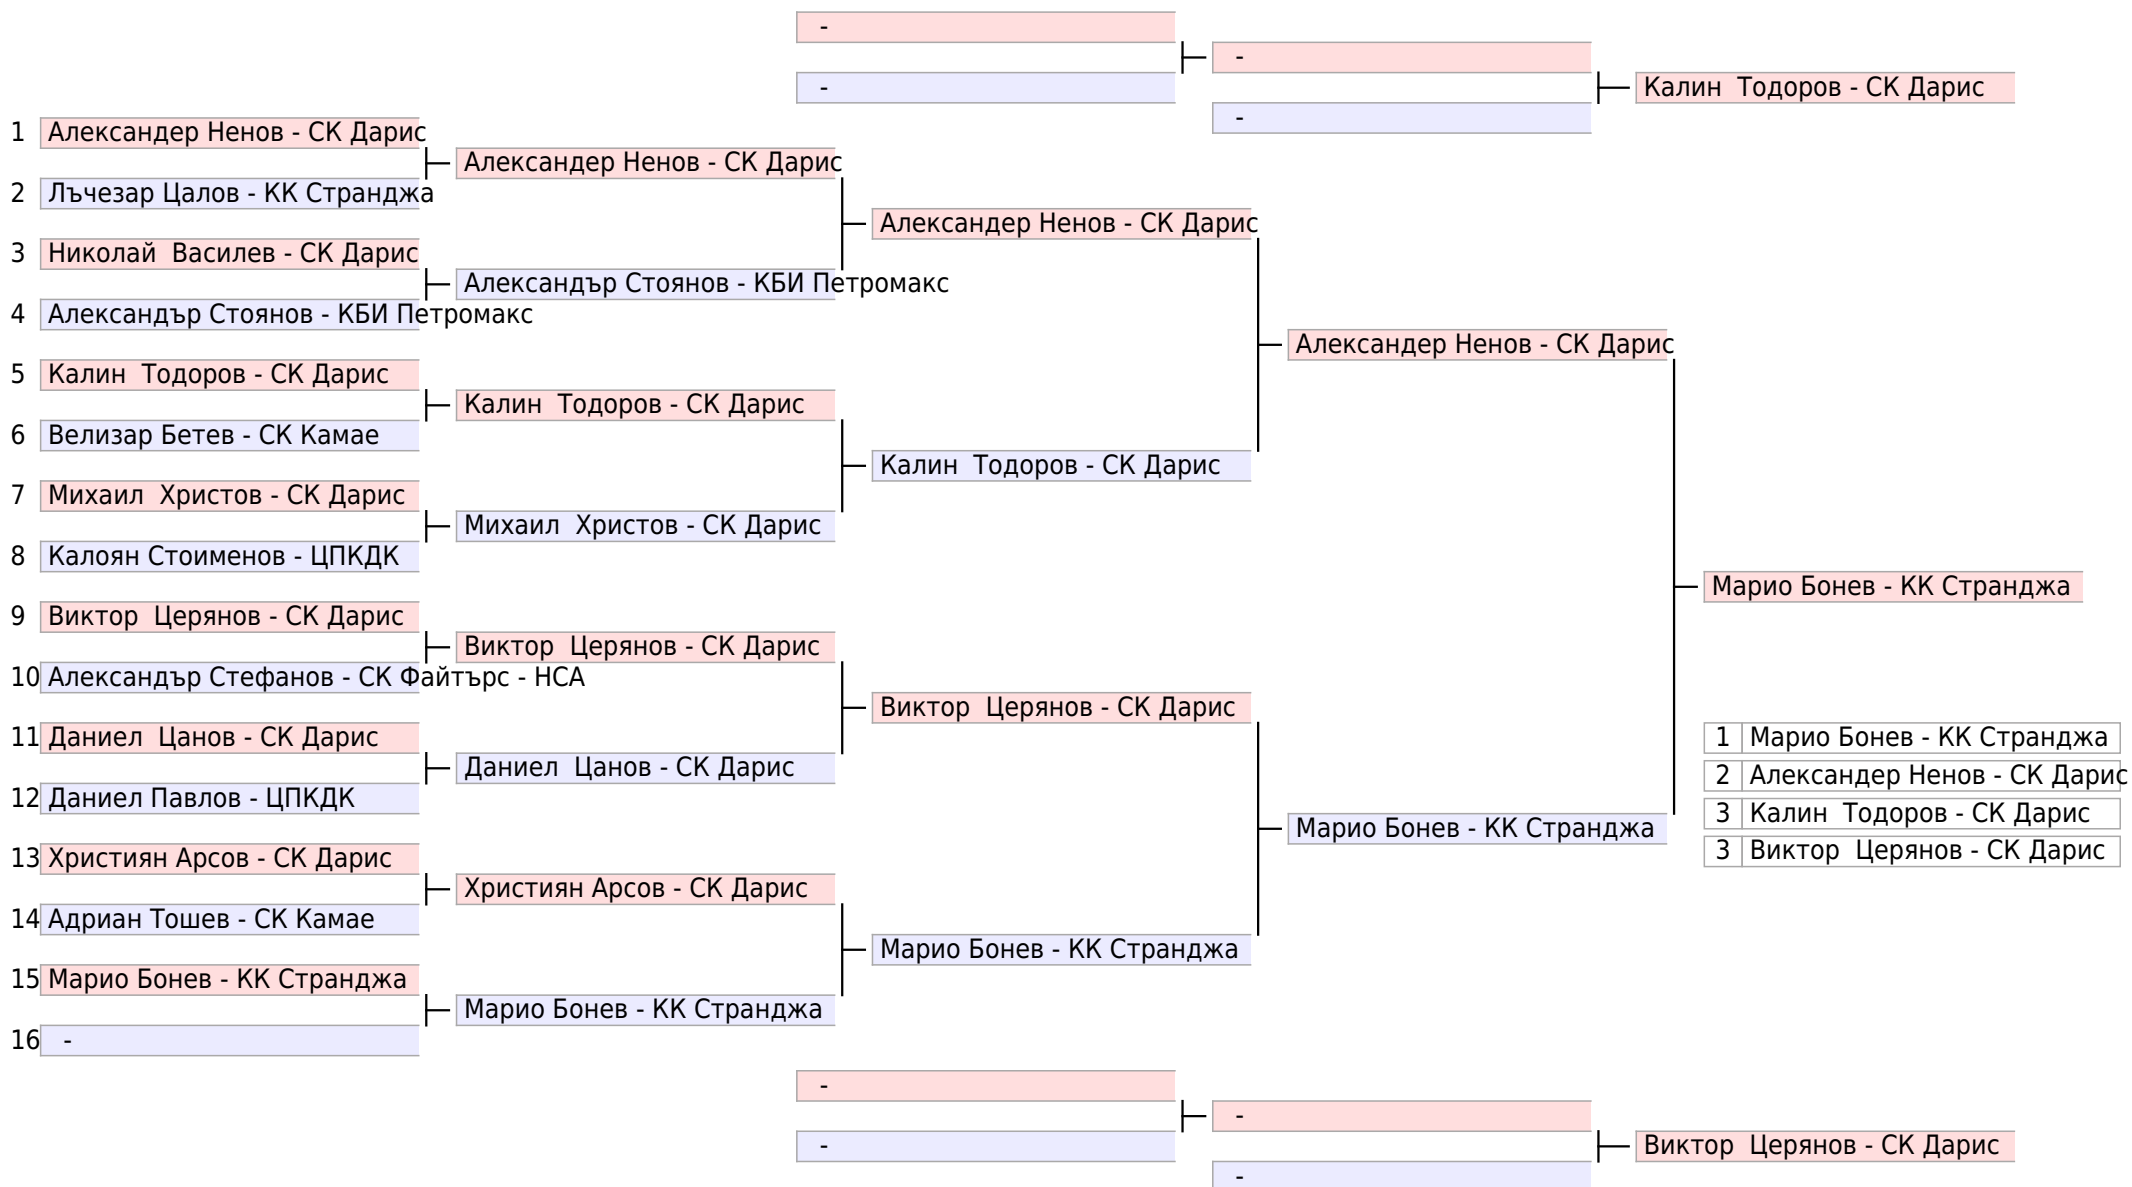 -
-
-
-
Калин  Тодоров - СК Дарис
1 Александер Ненов - СК Дарис
2 Лъчезар Цалов - КК Странджа
3 Николай  Василев - СК Дарис
4 Александър Стоянов - КБИ Петромакс
5 Калин  Тодоров - СК Дарис
6 Велизар Бетев - СК Камае
7 Михаил  Христов - СК Дарис
8 Калоян Стоименов - ЦПКДК
9 Виктор  Церянов - СК Дарис
10 Александър Стефанов - СК Файтърс - НСА
11 Даниел  Цанов - СК Дарис
12 Даниел Павлов - ЦПКДК
13 Християн Арсов - СК Дарис
14 Адриан Тошев - СК Камае
15 Марио Бонев - КК Странджа
16 -
Александер Ненов - СК Дарис
Александър Стоянов - КБИ Петромакс
Калин  Тодоров - СК Дарис
Михаил  Христов - СК Дарис
Виктор  Церянов - СК Дарис
Даниел  Цанов - СК Дарис
Християн Арсов - СК Дарис
Марио Бонев - КК Странджа
Александер Ненов - СК Дарис
Калин  Тодоров - СК Дарис
Виктор  Церянов - СК Дарис
Марио Бонев - КК Странджа
Александер Ненов - СК Дарис
Марио Бонев - КК Странджа
Марио Бонев - КК Странджа
1 Марио Бонев - КК Странджа
2 Александер Ненов - СК Дарис
3 Калин  Тодоров - СК Дарис
3 Виктор  Церянов - СК Дарис
-
-
-
-
Виктор  Церянов - СК Дарис